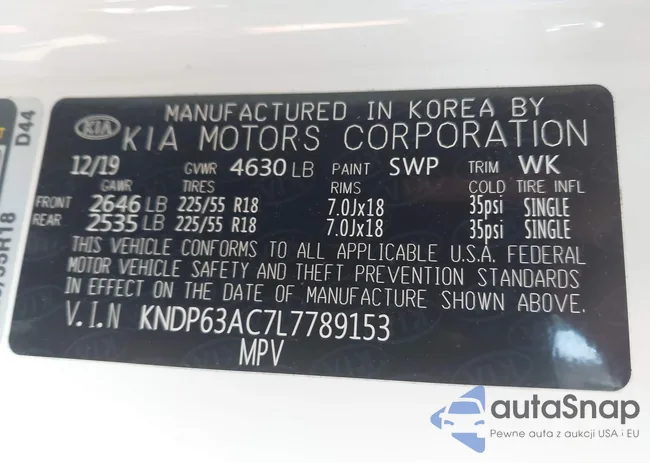 MANUFACTURED IN KOREA BY
KIA KIA MOTORS CORPORATION
12/19 GVWR 4630 LB PAINT SWP TRIM WK
GAWR TIRES RIMS COLD TIRE INFL
FRONT 2646 LB 225/55 R18 7.0Jx18 35psi SINGLE
REAR 2535 LB 225/55 R18 7.0Jx18 35psi SINGLE
THIS VEHICLE CONFORMS TO ALL APPLICABLE U.S.A. FEDERAL
MOTOR VEHICLE SAFETY AND THEFT PREVENTION STANDARDS
IN EFFECT ON THE DATE OF MANUFACTURE SHOWN ABOVE.
V.I.N KNDP63AC7L7789153
MPV
D44
autaSnap
Pewne auta z aukcji USA i EU